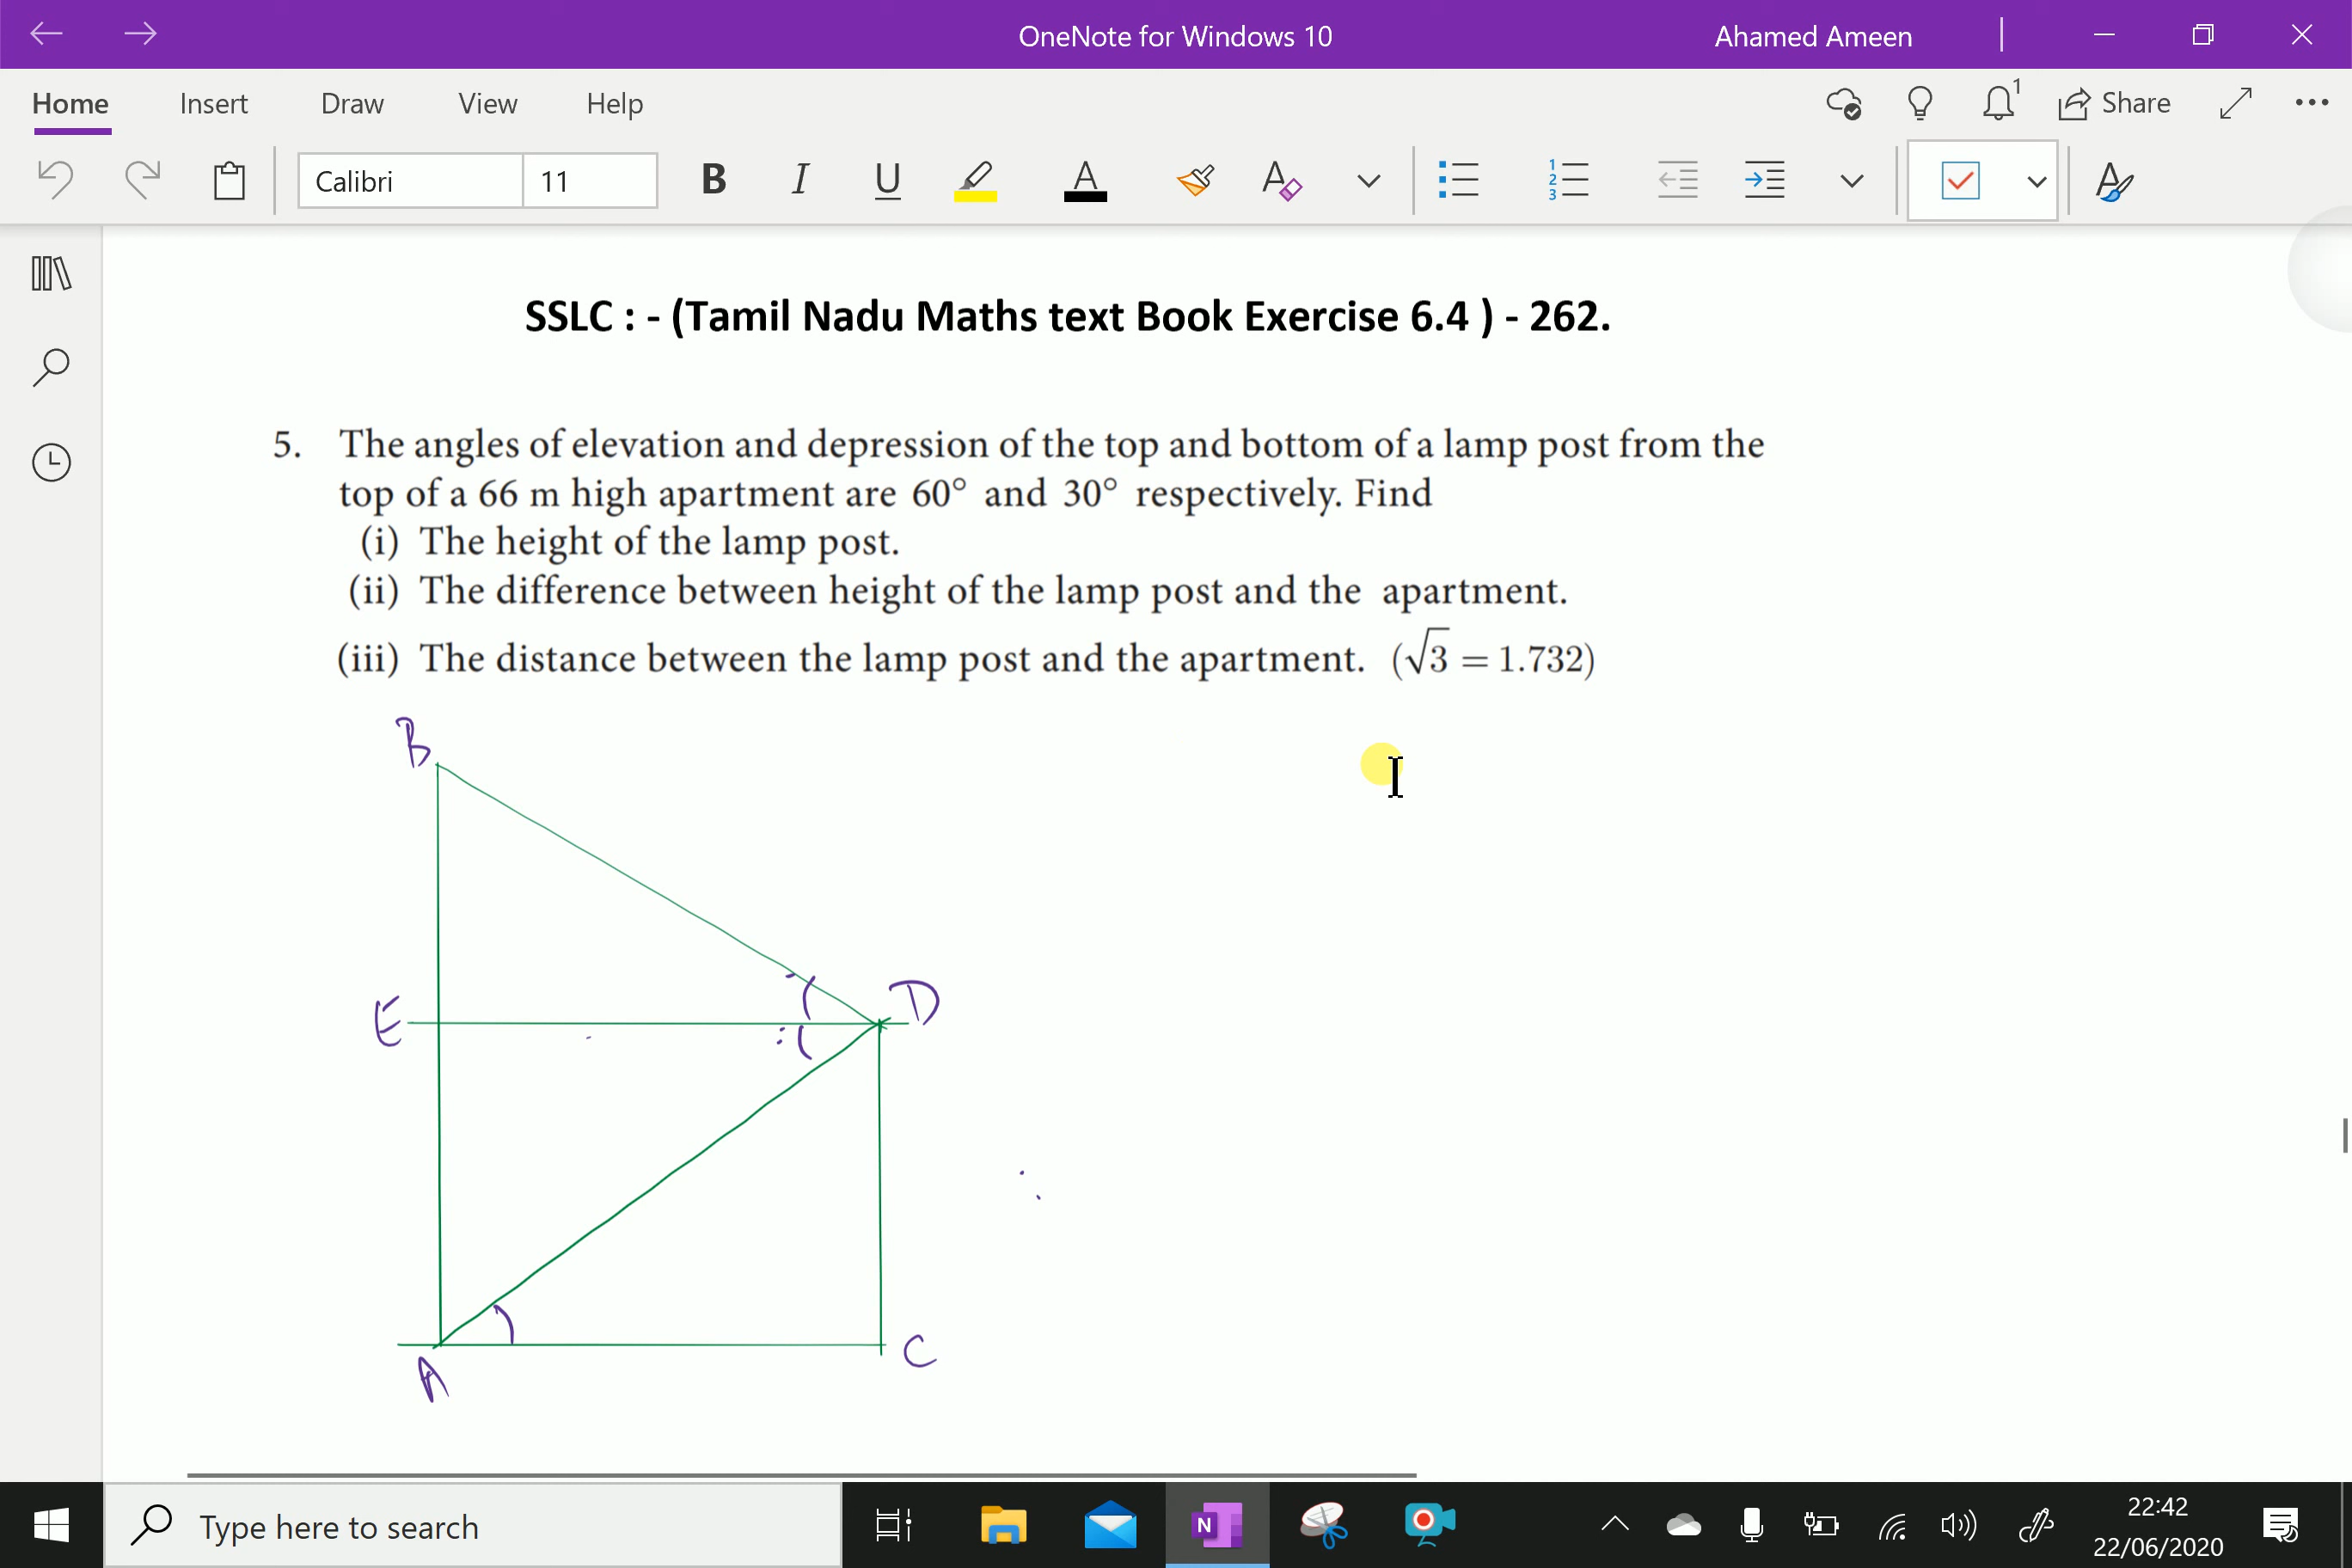 OneNote for Windows 10
Ahamed Ameen
Home Insert Draw View Help
1 Share
Calibri 11 B I U A A A
SSLC : - (Tamil Nadu Maths text Book Exercise 6.4 ) - 262.
5. The angles of elevation and depression of the top and bottom of a lamp post from the
top of a 66 m high apartment are 60° and 30° respectively. Find
(i) The height of the lamp post.
(ii) The difference between height of the lamp post and the apartment.
(iii) The distance between the lamp post and the apartment. (√3 = 1.732)
B
E D
A C
Type here to search
N
22:42
22/06/2020